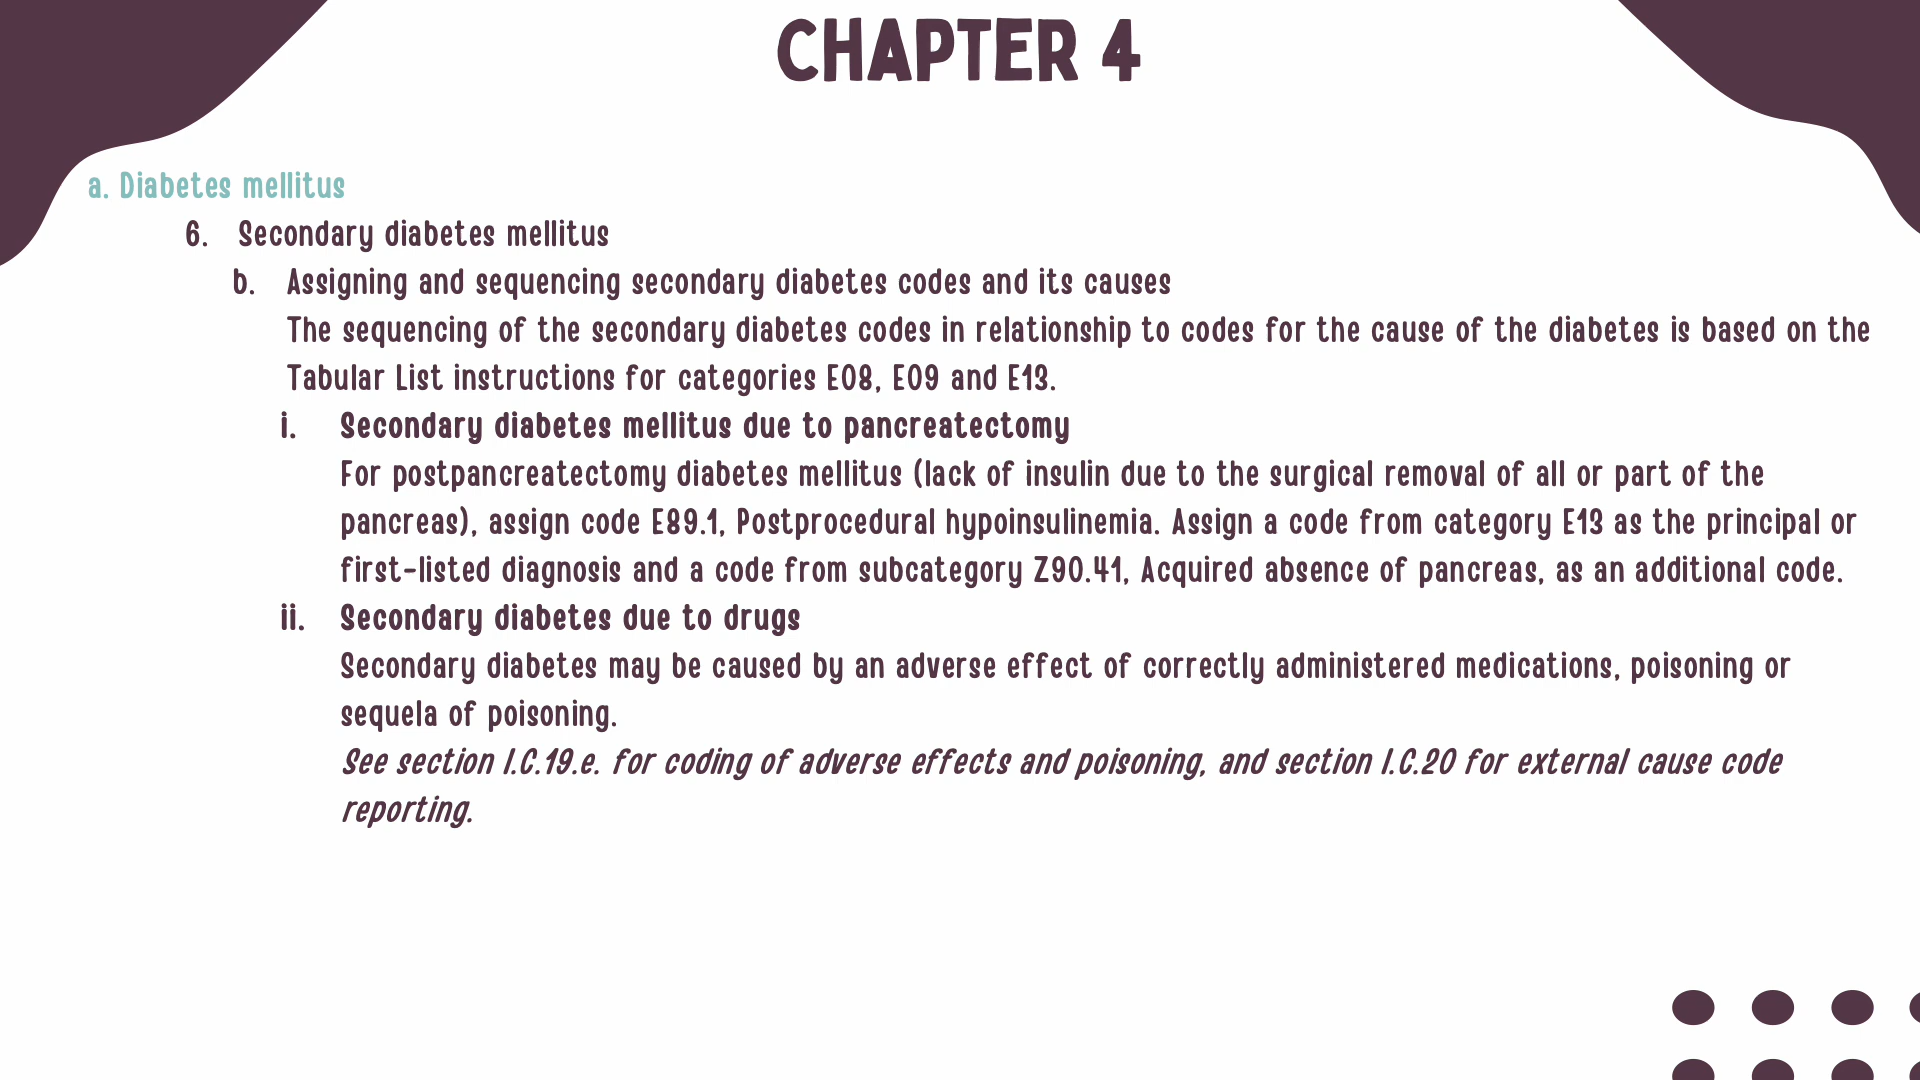 CHAPTER 4
a. Diabetes mellitus
6. Secondary diabetes mellitus
b. Assigning and sequencing secondary diabetes codes and its causes
The sequencing of the secondary diabetes codes in relationship to codes for the cause of the diabetes is based on the
Tabular List instructions for categories E08, E09 and E13.
i. Secondary diabetes mellitus due to pancreatectomy
For postpancreatectomy diabetes mellitus (lack of insulin due to the surgical removal of all or part of the
pancreas), assign code E89.1, Postprocedural hypoinsulinemia. Assign a code from category E13 as the principal or
first-listed diagnosis and a code from subcategory Z90.41, Acquired absence of pancreas, as an additional code.
ii. Secondary diabetes due to drugs
Secondary diabetes may be caused by an adverse effect of correctly administered medications, poisoning or
sequela of poisoning.
See section I.C.19.e. for coding of adverse effects and poisoning, and section I.C.20 for external cause code
reporting.